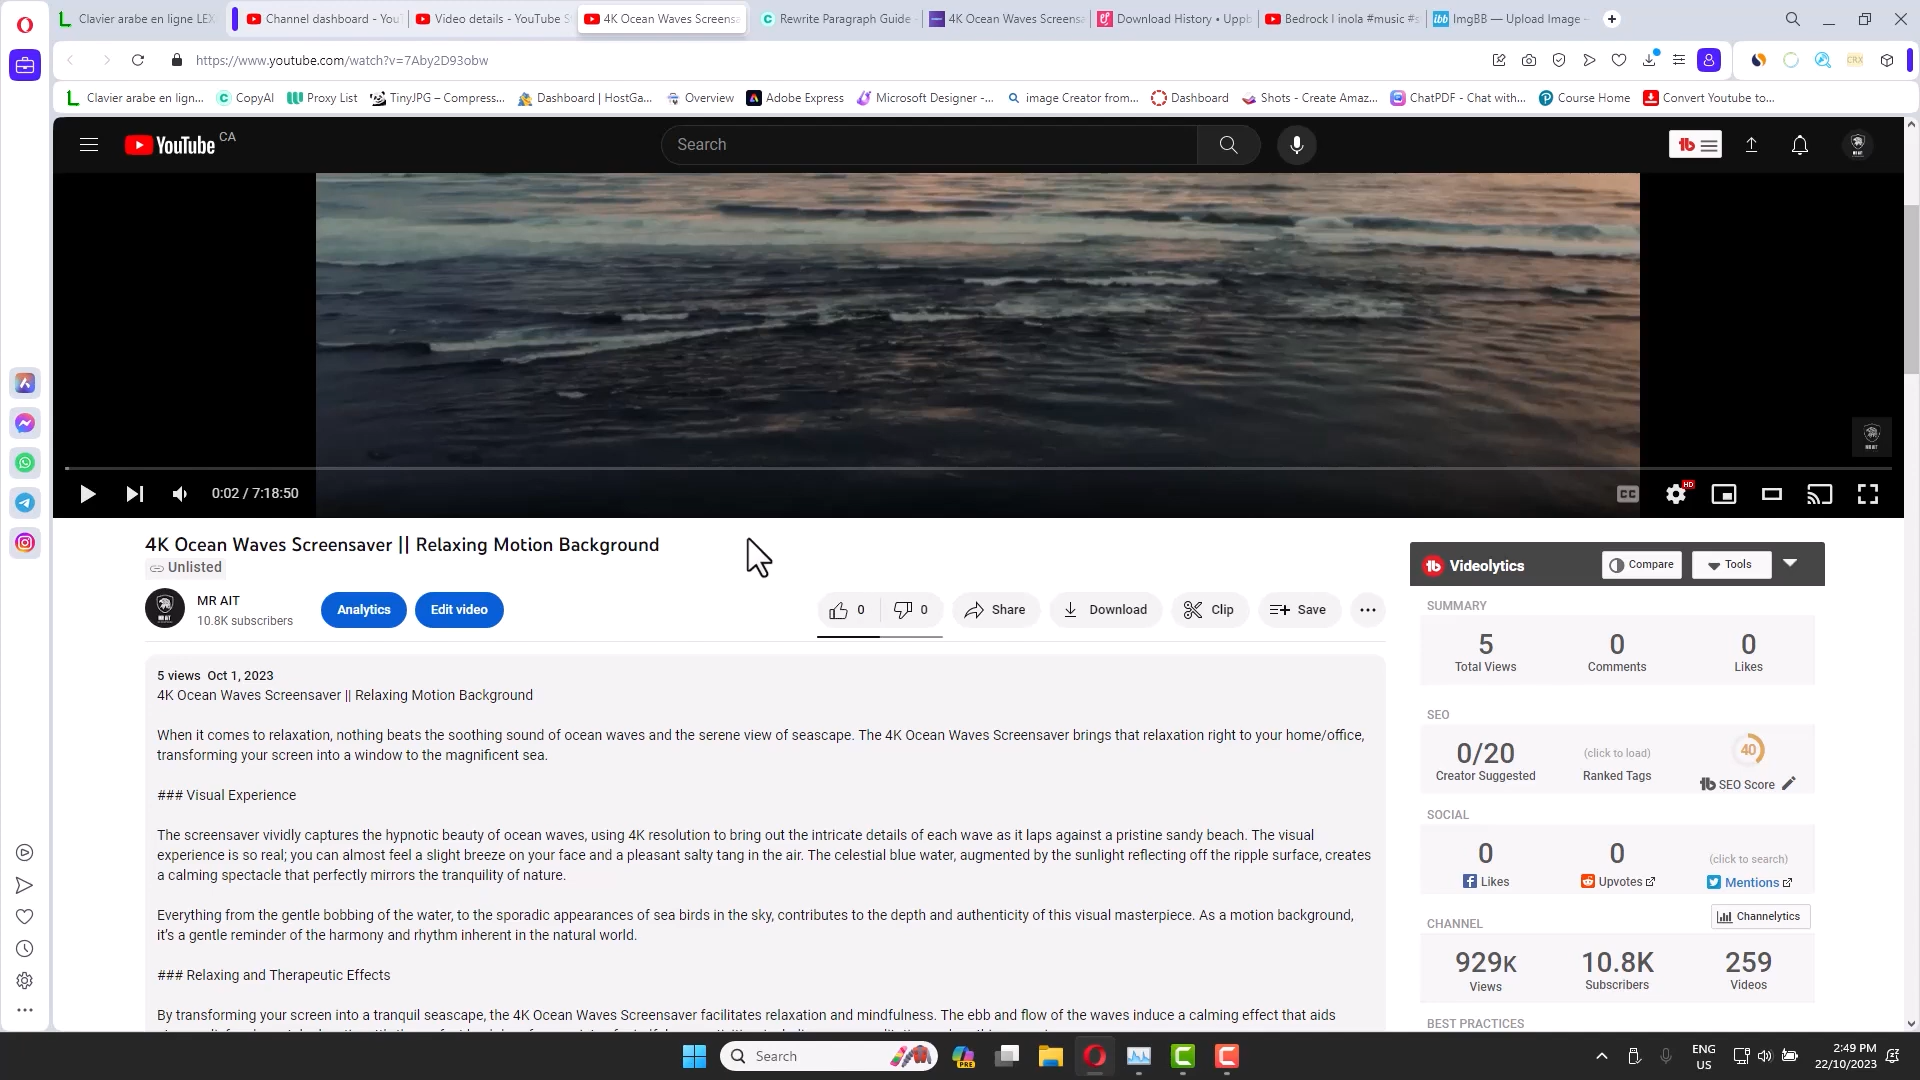 Clavier arabe en ligne LEX
Channel dashboard - YouT
Video details - YouTube S
4K Ocean Waves Screensa
Rewrite Paragraph Guide -
4K Ocean Waves Screensa
Download History • Uppb
Bedrock I inola #music #s
ibb ImgBB — Upload Image -
https://www.youtube.com/watch?v=7Aby2D93obw
CRX
Clavier arabe en lign...
CopyAI
Proxy List
TinyJPG – Compress...
Dashboard | HostGa...
Overview
Adobe Express
Microsoft Designer -...
image Creator from...
Dashboard
Shots - Create Amaz...
ChatPDF - Chat with...
Course Home
Convert Youtube to...
YouTube CA
Search
0:02 / 7:18:50
CC
HD
4K Ocean Waves Screensaver || Relaxing Motion Background
Unlisted
MR AIT
10.8K subscribers
Analytics
Edit video
0
0
Share
Download
Clip
Save
5 views Oct 1, 2023
4K Ocean Waves Screensaver || Relaxing Motion Background
When it comes to relaxation, nothing beats the soothing sound of ocean waves and the serene view of seascape. The 4K Ocean Waves Screensaver brings that relaxation right to your home/office,
transforming your screen into a window to the magnificent sea.
### Visual Experience
The screensaver vividly captures the hypnotic beauty of ocean waves, using 4K resolution to bring out the intricate details of each wave as it laps against a pristine sandy beach. The visual
experience is so real; you can almost feel a slight breeze on your face and a pleasant salty tang in the air. The celestial blue water, augmented by the sunlight reflecting off the ripple surface, creates
a calming spectacle that perfectly mirrors the tranquility of nature.
Everything from the gentle bobbing of the water, to the sporadic appearances of sea birds in the sky, contributes to the depth and authenticity of this visual masterpiece. As a motion background,
it's a gentle reminder of the harmony and rhythm inherent in the natural world.
### Relaxing and Therapeutic Effects
By transforming your screen into a tranquil seascape, the 4K Ocean Waves Screensaver facilitates relaxation and mindfulness. The ebb and flow of the waves induce a calming effect that aids
Videolytics
Compare
Tools
SUMMARY
5
Total Views
0
Comments
0
Likes
SEO
0/20
Creator Suggested
(click to load)
Ranked Tags
40
SEO Score
SOCIAL
0
Likes
0
Upvotes
(click to search)
Mentions
CHANNEL
Channelytics
929K
Views
10.8K
Subscribers
259
Videos
BEST PRACTICES
Search
PRE
ENG
US
2:49 PM
22/10/2023